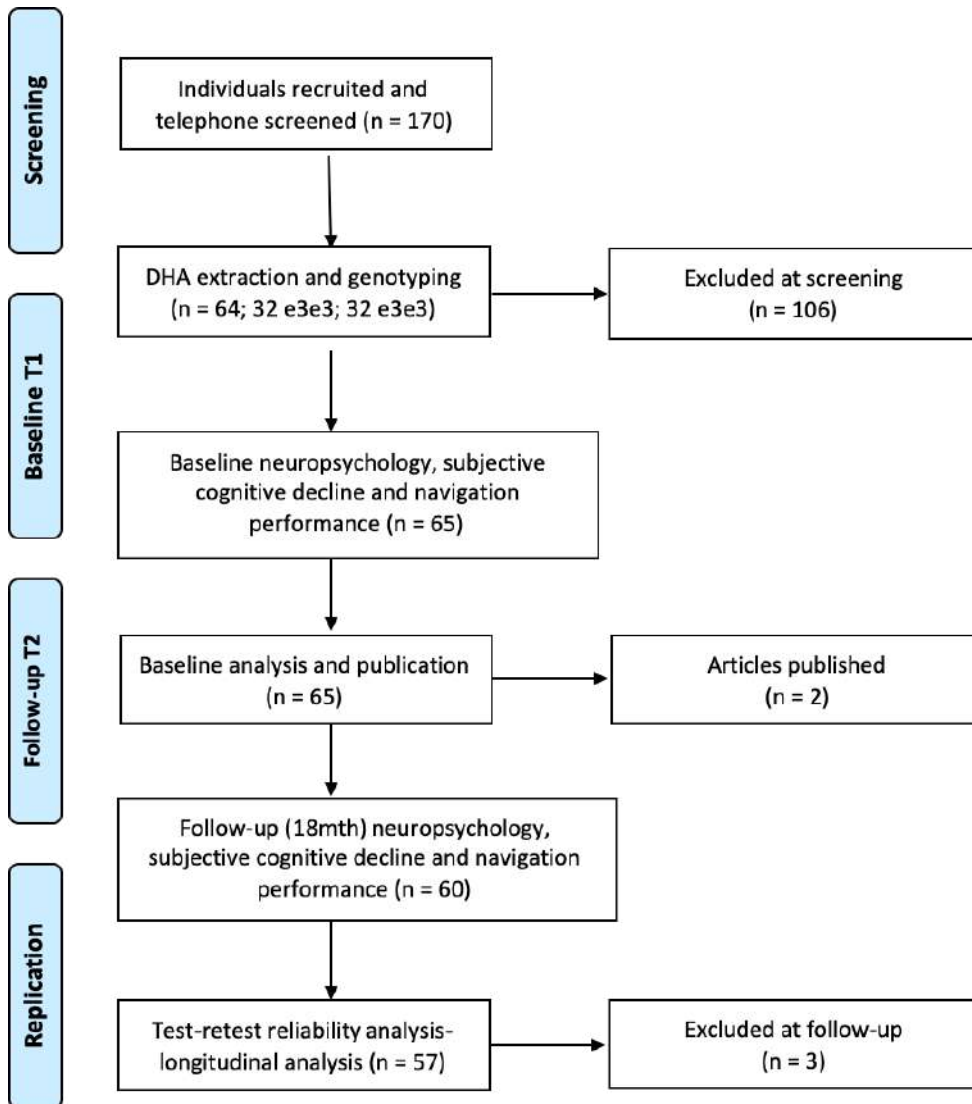 Screening
Individuals recruited and
telephone screened (n = 170)
DHA extraction and genotyping
(n = 64; 32 e3e3; 32 e3e3)
Excluded at screening
(n = 106)
Baseline T1
Baseline neuropsychology, subjective
cognitive decline and navigation
performance (n = 65)
Follow-up T2
Baseline analysis and publication
(n = 65)
Articles published
(n = 2)
Follow-up (18mth) neuropsychology,
subjective cognitive decline and navigation
performance (n = 60)
Replication
Test-retest reliability analysis-
longitudinal analysis (n = 57)
Excluded at follow-up
(n = 3)